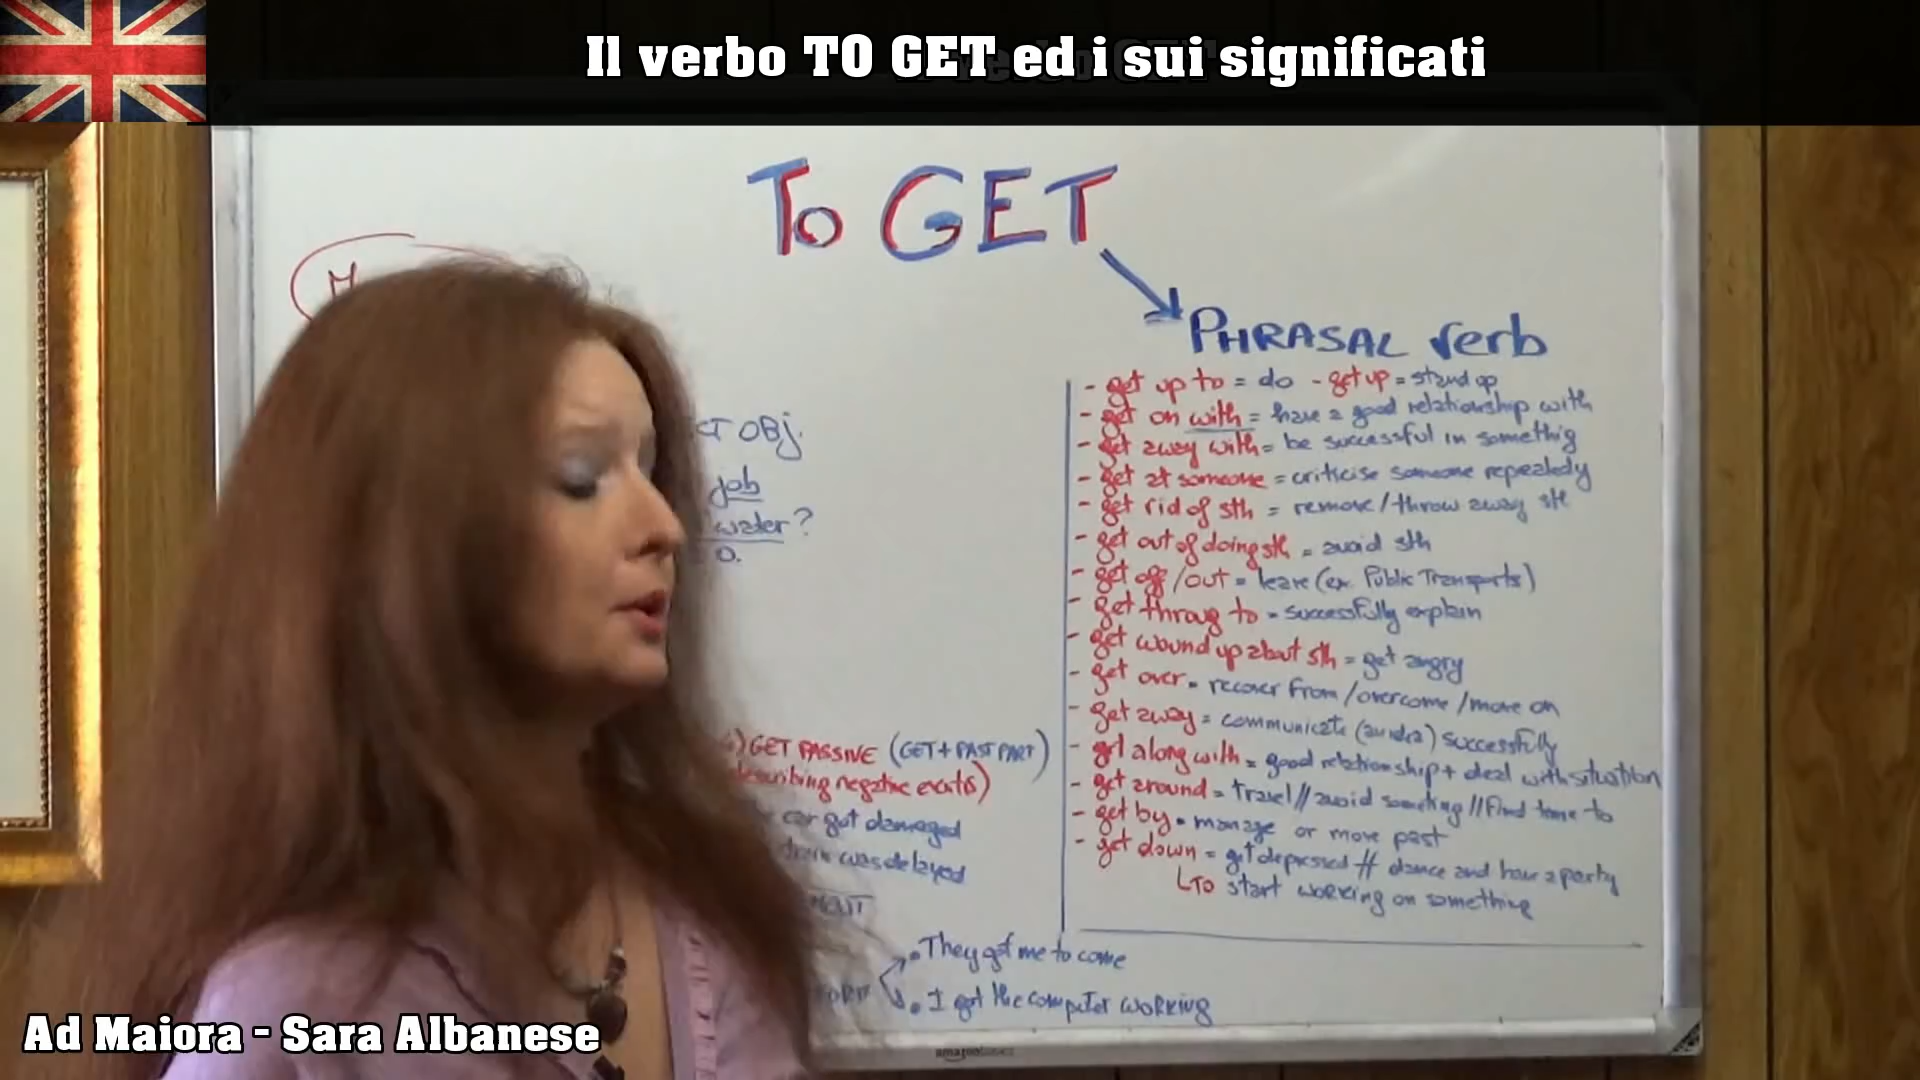 Il verbo TO GET ed i sui significati
To GET
PHRASAL verb
- get up to = do - get up = stand up
- get on with = have a good relationship with
- get away with = be successful in somethig
- get at someone = criticise someone repeatedly
- get rid of sth = remove / throw away sth
- get out of doing sth = avoid sth
- get off / out = leave (ex. Public Transports)
- get throug to = successfully explain
- get wound up about sth = get angry
- get over = recover from / overcome / move on
- get away = communicate successfully
- get along with = good relationship + deal with situation
- get around = travel // avoid someting // find time to
- get by = manage or move past
- get down = get depressed // dance and have a party
TO start working on something
CT OBJ.
job
water?
O.
GET PASSIVE (GET + PAST PART)
describing negative events)
car got damaged
was delayed
They got me to come
I got the computer working
Ad Maiora - Sara Albanese
amazonbasics